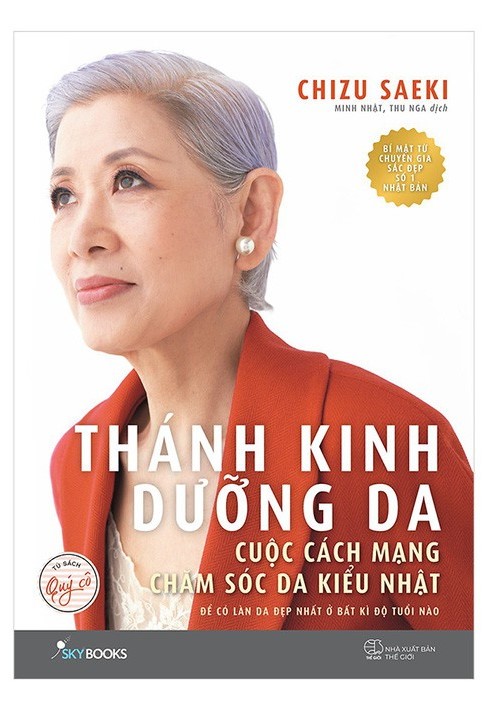 CHIZU SAEKI
MINH NHẬT, THU NGA dịch
BÍ MẬT TỪ
CHUYÊN GIA
SẮC ĐẸP
SỐ 1
NHẬT BẢN
THÁNH KINH
DƯỠNG DA
CUỘC CÁCH MẠNG
CHĂM SÓC DA KIỂU NHẬT
ĐỂ CÓ LÀN DA ĐẸP NHẤT Ở BẤT KÌ ĐỘ TUỔI NÀO
TỦ SÁCH
Quý cô
SKYBOOKS
THẾ GIỚI
NHÀ XUẤT BẢN
THẾ GIỚI